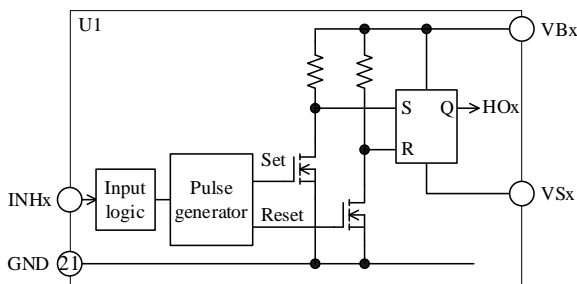 U1
VBx
S Q
HOx
R
Set
INHx
Input
logic
Pulse
generator
VSx
Reset
GND 21